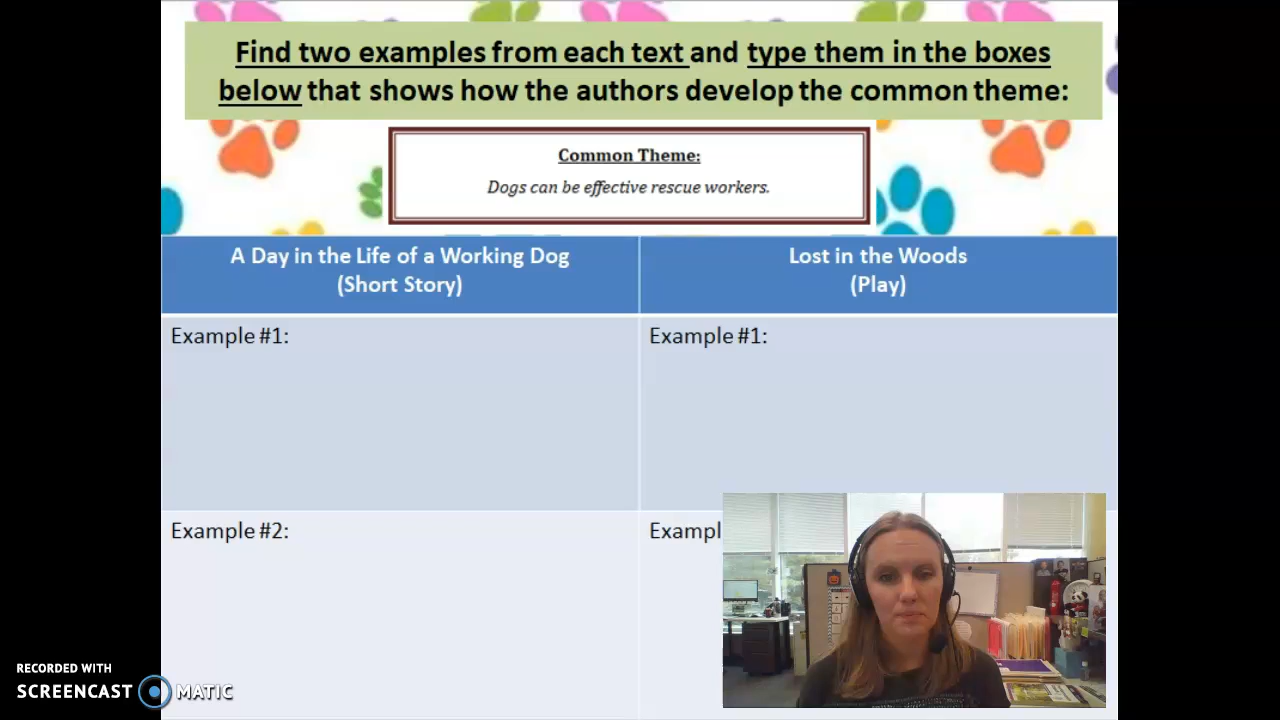 Find two examples from each text and type them in the boxes
below that shows how the authors develop the common theme:
Common Theme:
Dogs can be effective rescue workers.
A Day in the Life of a Working Dog
(Short Story)
Lost in the Woods
(Play)
Example #1:
Example #1:
Example #2:
Exampl
RECORDED WITH
SCREENCAST MATIC